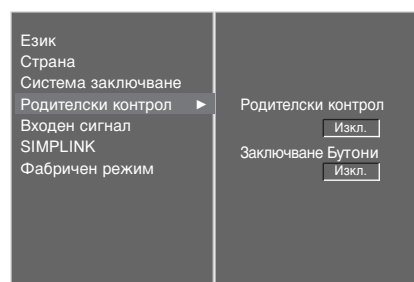 Език
Страна
Система заключване
Родителски контрол ►
Входен сигнал
SIMPLINK
Фабричен режим
Родителски контрол
Изкл.
Заключване Бутони
Изкл.